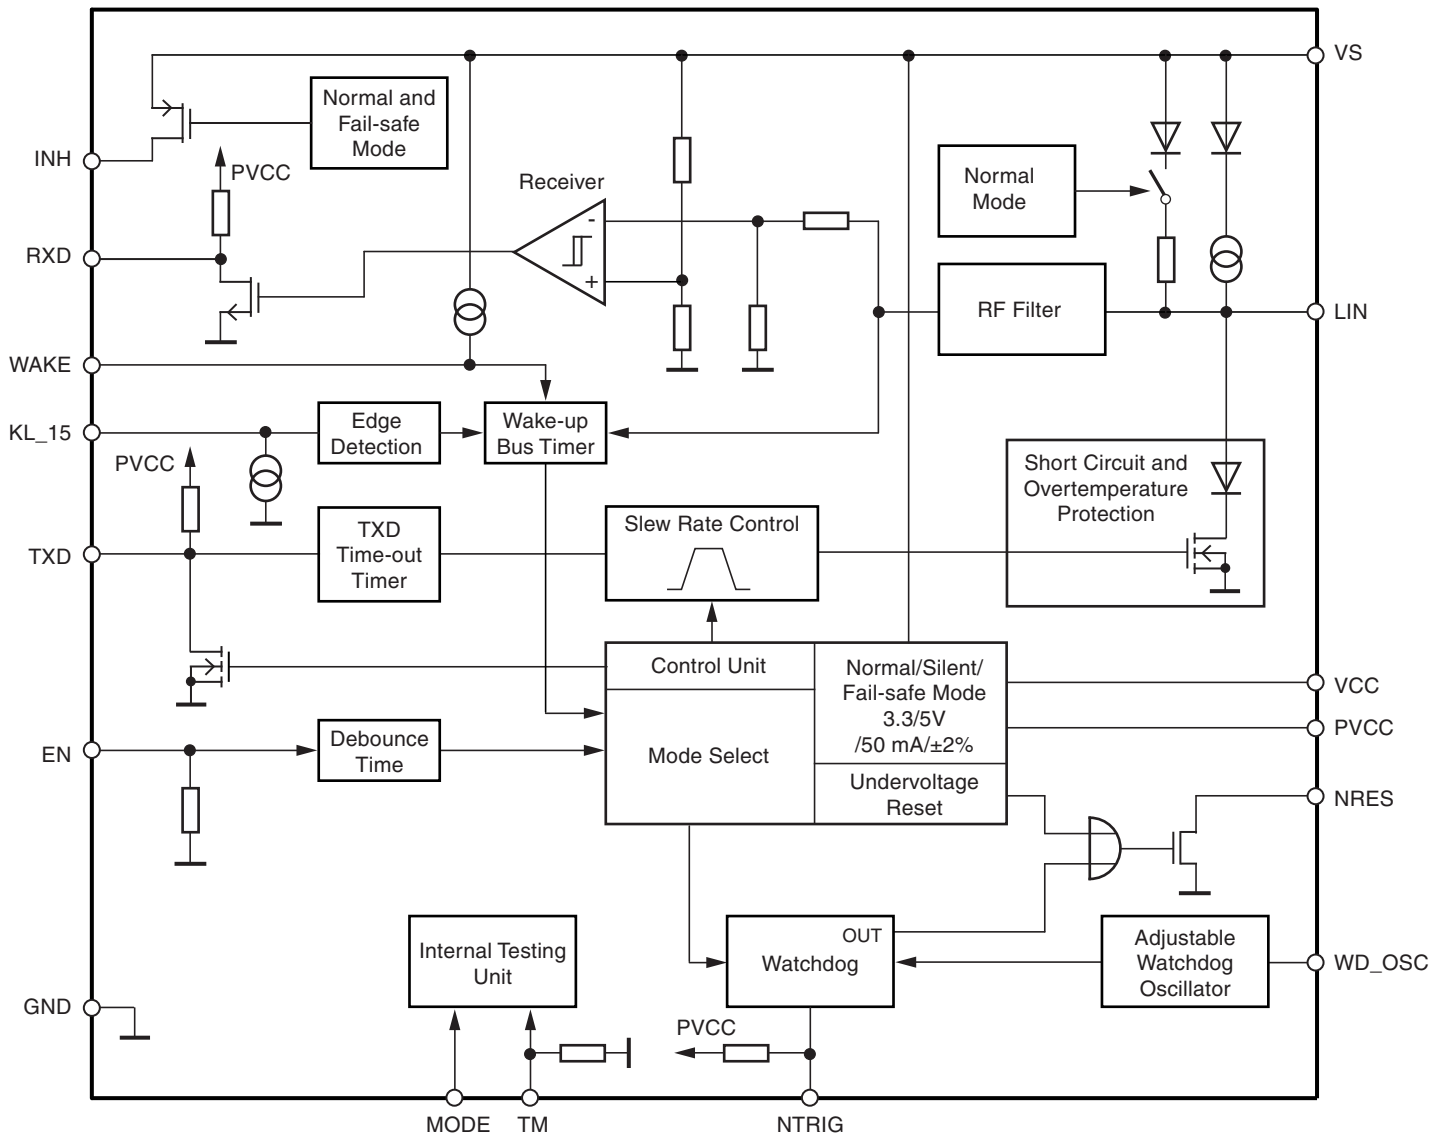 VS
Normal and
Fail-safe
Mode
INH
PVCC
Receiver
Normal
Mode
-
+
RXD
RF Filter
LIN
WAKE
KL_15
Edge
Detection
Wake-up
Bus Timer
PVCC
Short Circuit and
Overtemperature
Protection
TXD
TXD
Time-out
Timer
Slew Rate Control
Control Unit
Normal/Silent/
Fail-safe Mode
3.3/5V
/50 mA/±2%
VCC
PVCC
EN
Debounce
Time
Mode Select
Undervoltage
Reset
NRES
Internal Testing
Unit
OUT
Watchdog
Adjustable
Watchdog
Oscillator
WD_OSC
GND
PVCC
MODE
TM
NTRIG